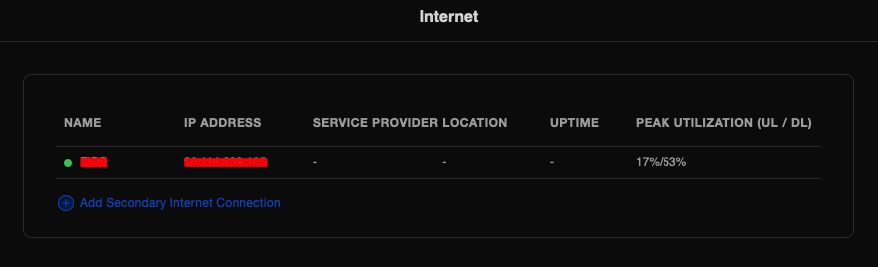 Internet
NAME IP ADDRESS SERVICE PROVIDER LOCATION UPTIME PEAK UTILIZATION (UL / DL)
- - - 17%/53%
Add Secondary Internet Connection